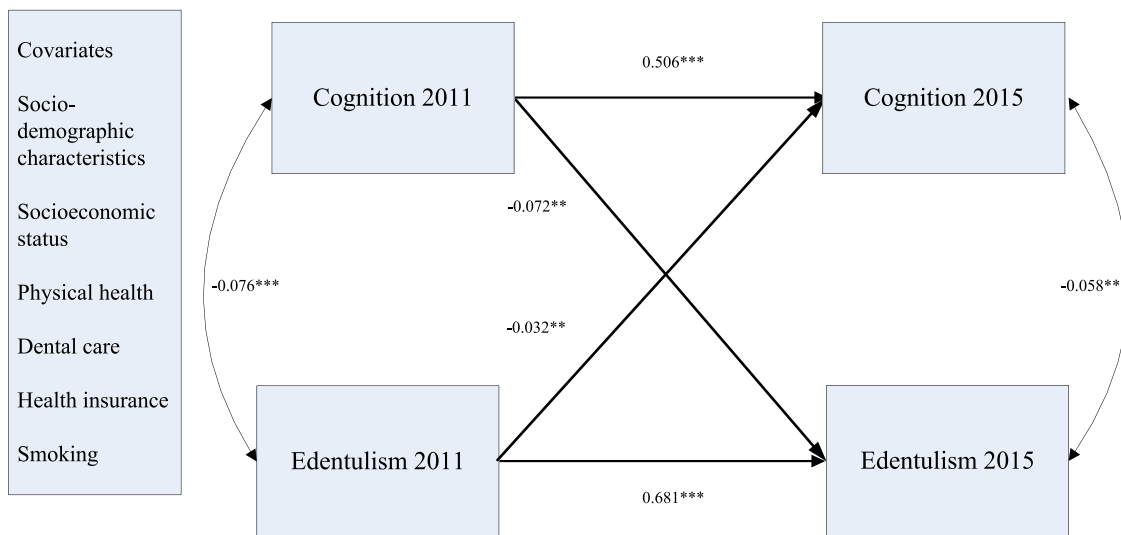 Covariates
Socio-
demographic
characteristics
Socioeconomic
status
Physical health
Dental care
Health insurance
Smoking
Cognition 2011
0.506***
Cognition 2015
-0.072**
-0.076***
-0.058**
-0.032**
Edentulism 2011
Edentulism 2015
0.681***